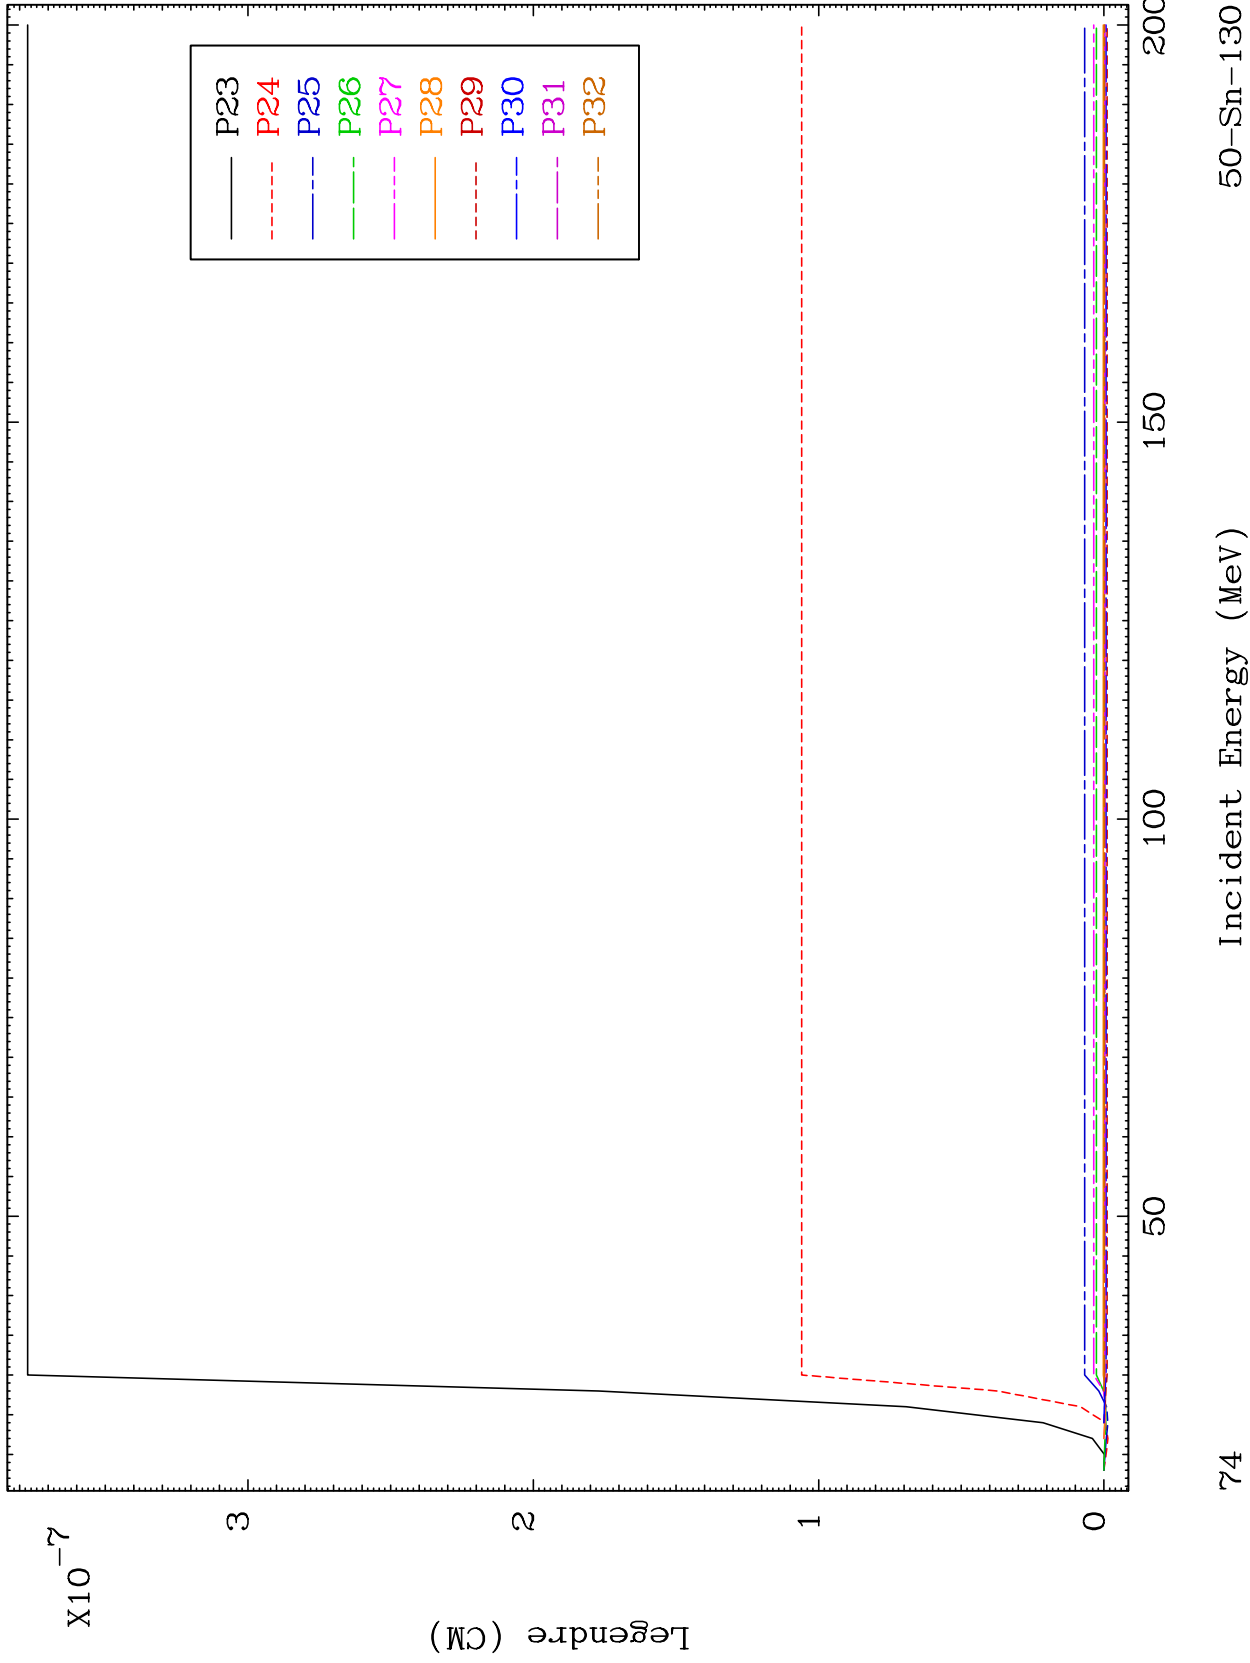 X10-7
Legendre (CM)
3
2
1
0
P23
P24
P25
P26
P27
P28
P29
P30
P31
P32
50
100
150
200
74
Incident Energy (MeV)
50-Sn-130